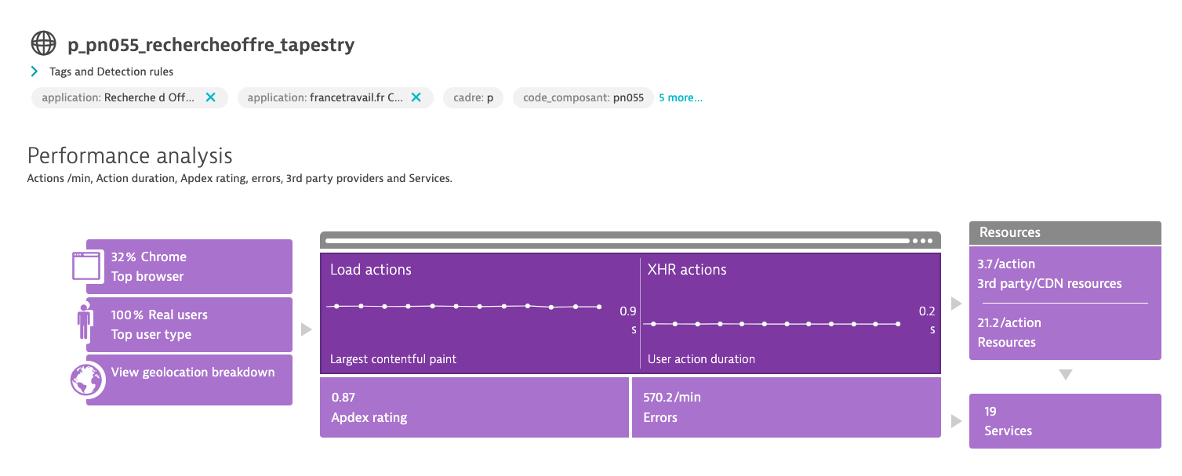 p_pn055_rechercheoffre_tapestry
Tags and Detection rules
application: Recherche d Off...
application: francetravail.fr C...
cadre: p
code_composant: pn055
5 more...
Performance analysis
Actions /min, Action duration, Apdex rating, errors, 3rd party providers and Services.
32% Chrome
Top browser
100% Real users
Top user type
View geolocation breakdown
Load actions
0.9
s
Largest contentful paint
XHR actions
0.2
s
User action duration
0.87
Apdex rating
570.2/min
Errors
Resources
3.7/action
3rd party/CDN resources
21.2/action
Resources
19
Services